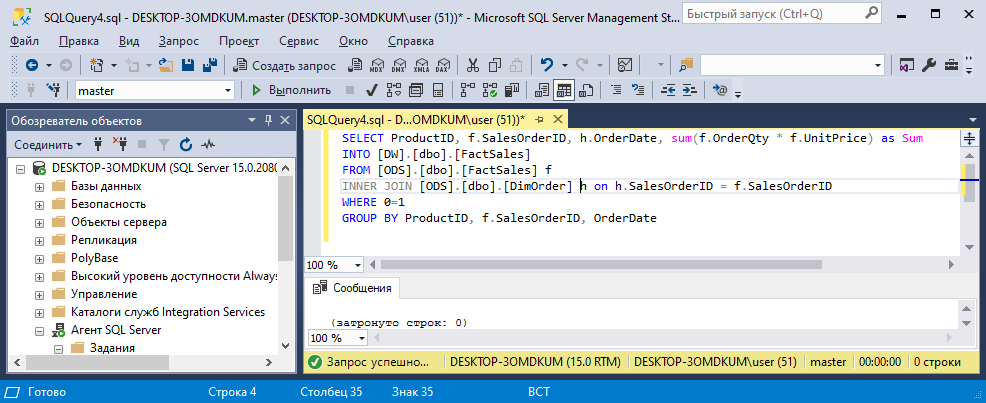 SQLQuery4.sql - DESKTOP-3OMDKUM.master (DESKTOP-3OMDKUM\user (51))* - Microsoft SQL Server Management St...
Быстрый запуск (Ctrl+Q)
Файл Правка Вид Запрос Проект Сервис Окно Справка
Создать запрос
MDX DMX XMLA DAX
master
Выполнить
Обозреватель объектов
Соединить
DESKTOP-3OMDKUM (SQL Server 15.0.2080
Базы данных
Безопасность
Объекты сервера
Репликация
PolyBase
Высокий уровень доступности Alway
Управление
Каталоги служб Integration Services
Агент SQL Server
Задания
SQLQuery4.sql - D...OMDKUM\user (51))*
SELECT ProductID, f.SalesOrderID, h.OrderDate, sum(f.OrderQty * f.UnitPrice) as Sum
INTO [DW].[dbo].[FactSales]
FROM [ODS].[dbo].[FactSales] f
INNER JOIN [ODS].[dbo].[DimOrder] h on h.SalesOrderID = f.SalesOrderID
WHERE 0=1
GROUP BY ProductID, f.SalesOrderID, OrderDate
100 %
Сообщения
(затронуто строк: 0)
100 %
Запрос успешно... DESKTOP-3OMDKUM (15.0 RTM) DESKTOP-3OMDKUM\user (51) master 00:00:00 0 строки
Готово Строка 4 Столбец 35 Знак 35 ВСТ